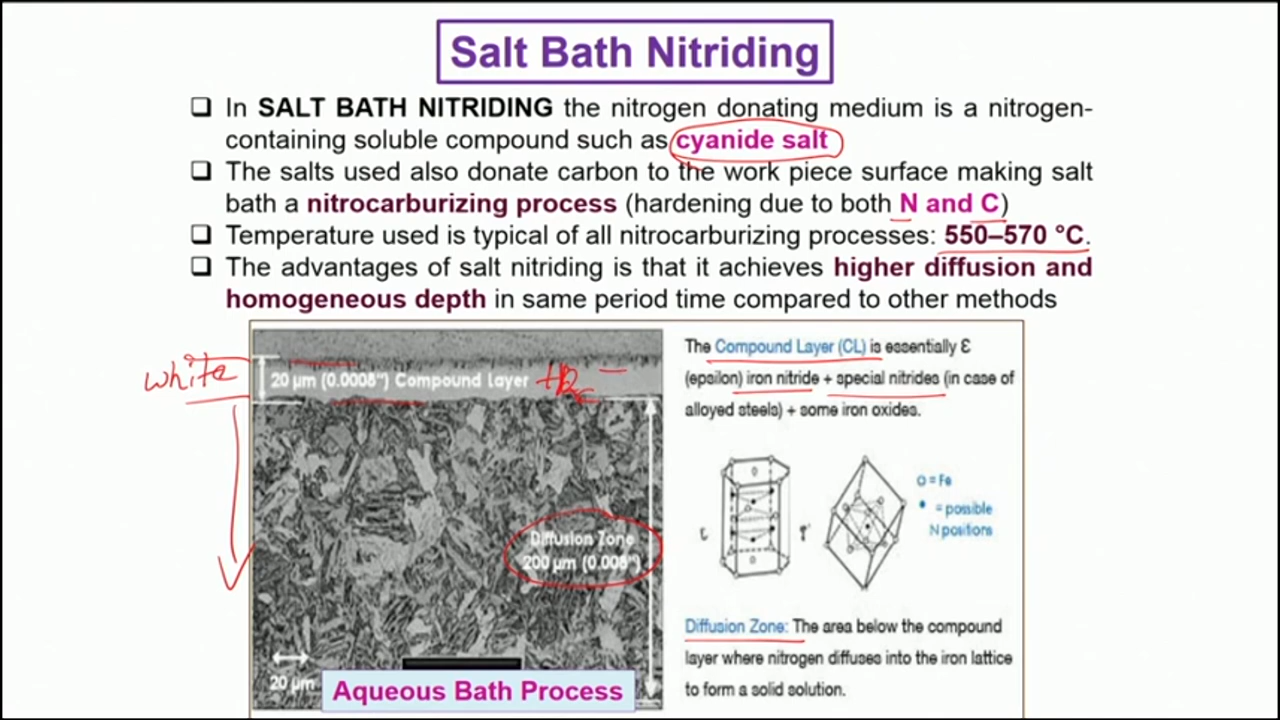 Salt Bath Nitriding
❑ In SALT BATH NITRIDING the nitrogen donating medium is a nitrogen-
containing soluble compound such as cyanide salt
❑ The salts used also donate carbon to the work piece surface making salt
bath a nitrocarburizing process (hardening due to both N and C)
❑ Temperature used is typical of all nitrocarburizing processes: 550–570 °C.
❑ The advantages of salt nitriding is that it achieves higher diffusion and
homogeneous depth in same period time compared to other methods
white
20 µm (0.0008") Compound layer
Diffusion Zone
200 µm (0.008")
20 µm
Aqueous Bath Process
The Compound Layer (CL) is essentially Ɛ
(epsilon) iron nitride + special nitrides (in case of
alloyed steels) + some iron oxides.
O = Fe
• = possible
N positions
Diffusion Zone: The area below the compound
layer where nitrogen diffuses into the iron lattice
to form a solid solution.